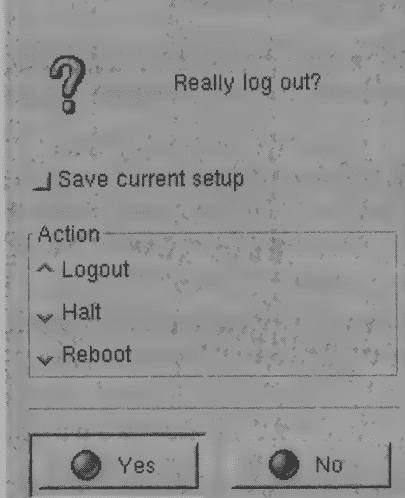 Really log out?
Save current setup
Action
Logout
Halt
Reboot
Yes
No